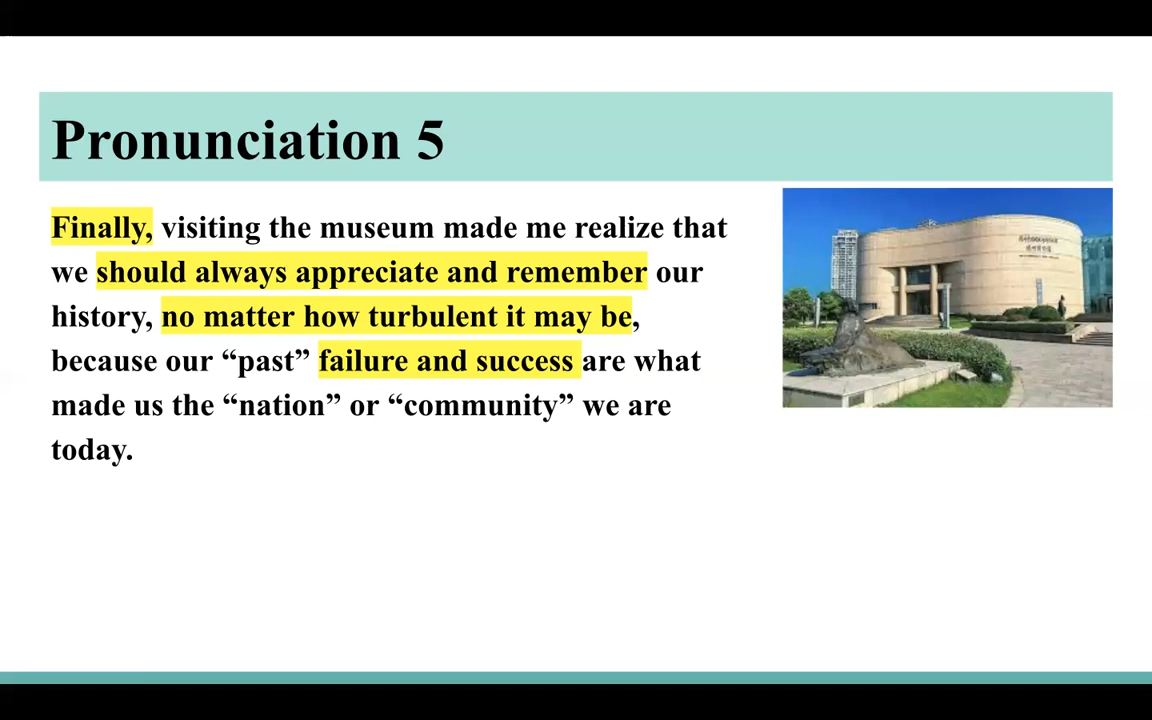 Pronunciation 5
Finally, visiting the museum made me realize that
we should always appreciate and remember our
history, no matter how turbulent it may be,
because our “past” failure and success are what
made us the “nation” or “community” we are
today.